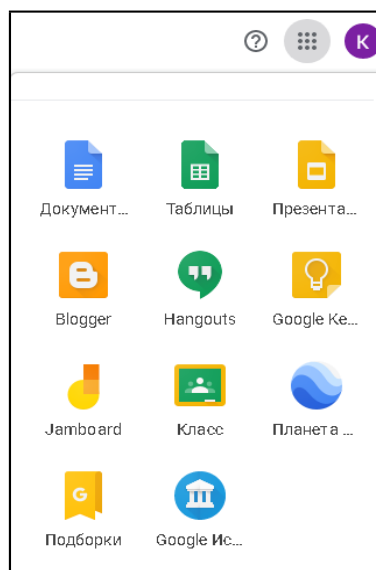 K
Документ... Таблицы Презента...
Blogger Hangouts Google Ke...
Jamboard Класс Планета ...
G
Подборки Google Ис...